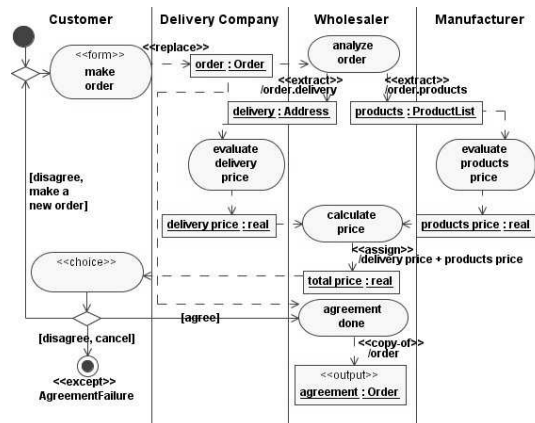 Customer
Delivery Company
Wholesaler
Manufacturer
<<form>>
make
order
<<replace>>
order : Order
analyze
order
<<extract>>
/order.delivery
<<extract>>
/order.products
delivery : Address
products : ProductList
evaluate
delivery
price
evaluate
products
price
[disagree,
make a
new order]
delivery price : real
calculate
price
products price : real
<<assign>>
/delivery price + products price
<<choice>>
total price : real
[agree]
agreement
done
[disagree, cancel]
<<copy-of>>
/order
<<except>>
AgreementFailure
<<output>>
agreement : Order